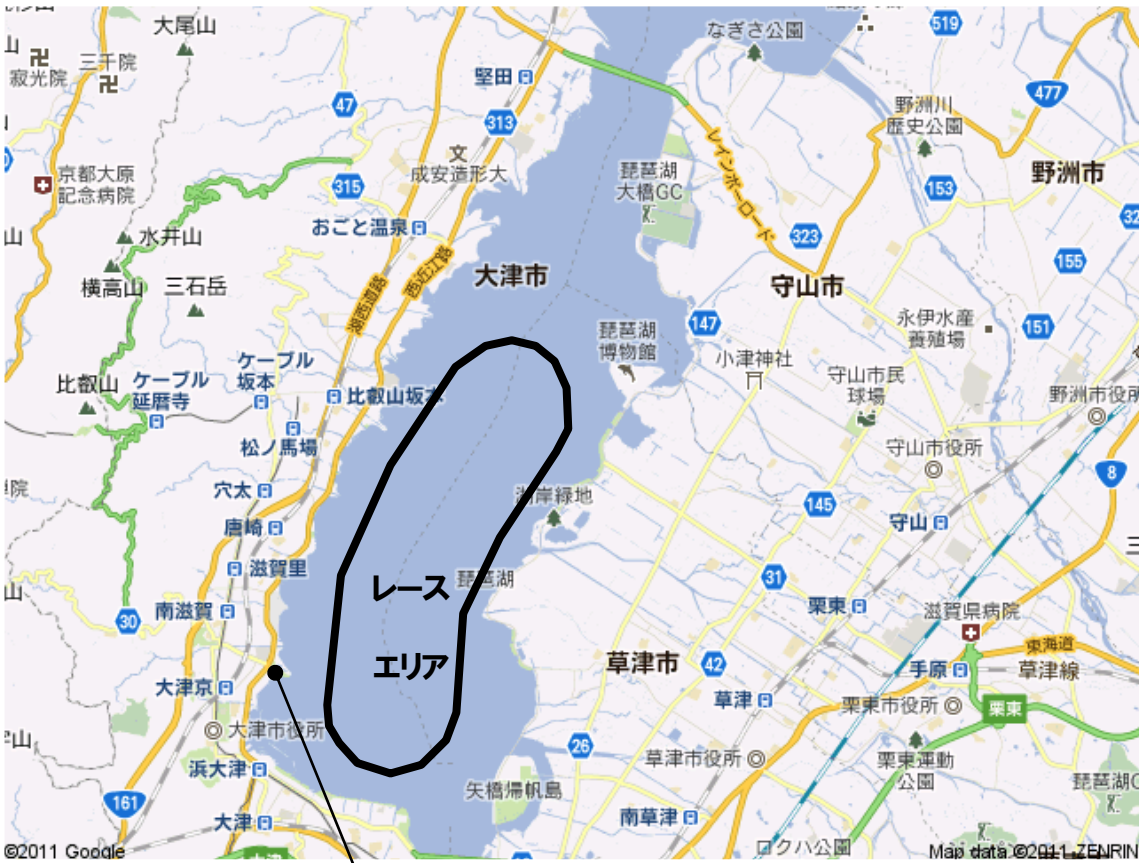 大尾山
なぎさ公園
519
三千院
寂光院
堅田
47
477
313
野洲川
歴史公園
文
成安造形大
レインボーロード
京都大原
記念病院
琵琶湖
大橋GC
野洲市
315
153
おごと温泉
水井山
323
西近江路
155
横高山
三石岳
大津市
守山市
湖西道路
147
琵琶湖
博物館
永伊水産
養殖場
151
小津神社
ケーブル
坂本
比叡山
ケーブル
延暦寺
比叡山坂本
守山市民
球場
野洲市役所
松ノ馬場
守山市役所
8
穴太
湖岸緑地
145
守山
唐崎
滋賀里
琵琶湖
31
レース
栗東
南滋賀
30
滋賀県病院
エリア
草津市
42
東海道
手原
草津線
大津京
草津
栗東市役所
栗東
大津市役所
26
草津市役所
栗東運動
公園
浜大津
矢橋帰帆島
161
大津
南草津
ロクハ公園
©2011 Google
Map data ©2011 ZENRIN